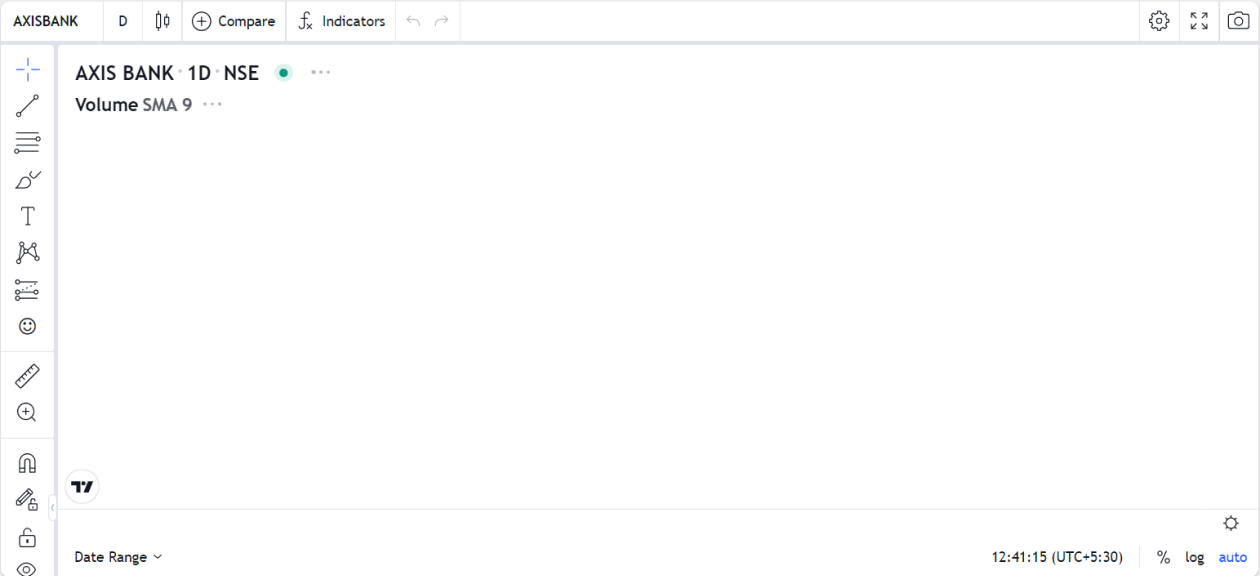 AXISBANK D Compare Indicators
AXIS BANK · 1D · NSE
Volume SMA 9
Date Range 12:41:15 (UTC+5:30) % log auto